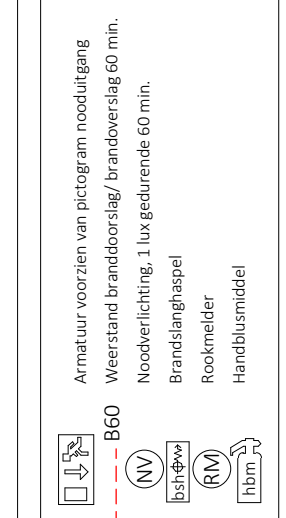 Armatuur voorzien van pictogram nooduitgang
B60 Weerstand branddoorslag/ brandoverslag 60 min.
NV Noodverlichting, 1 lux gedurende 60 min.
bsh Brandslanghaspel
RM Rookmelder
hbm Handblusmiddel